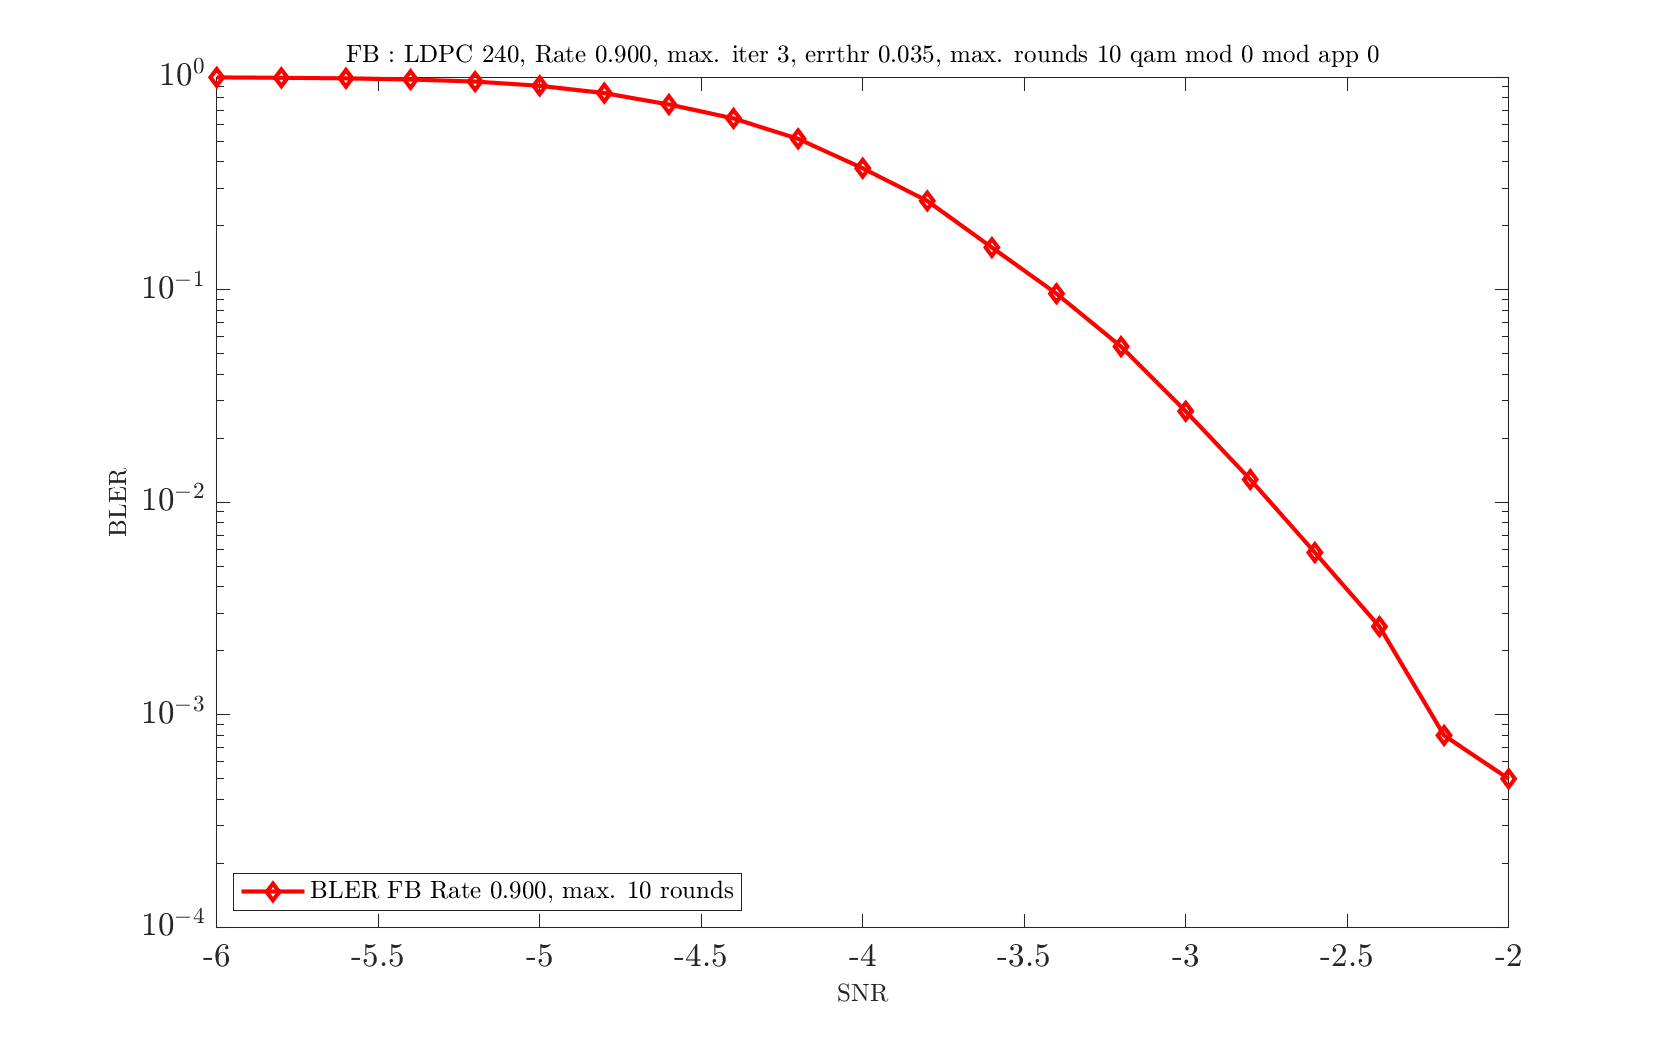 FB : LDPC 240, Rate 0.900, max. iter 3, errthr 0.035, max. rounds 10 qam mod 0 mod app 0
10^0
10^-1
10^-2
10^-3
10^-4
BLER
BLER FB Rate 0.900, max. 10 rounds
-6 -5.5 -5 -4.5 -4 -3.5 -3 -2.5 -2
SNR